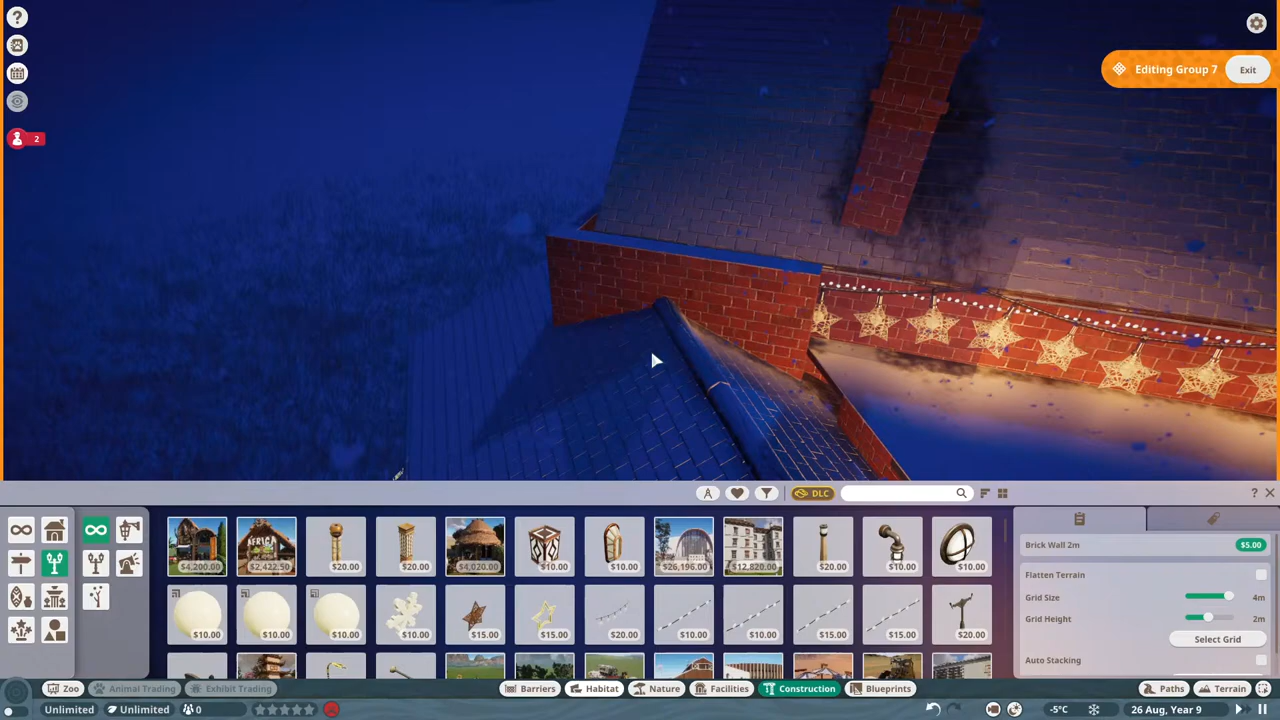 ?
Editing Group 7
Exit
2
DLC
?
$4,200.00
AFRICA
$2,422.50
$20.00
$20.00
$4,020.00
$10.00
$10.00
$26,196.00
$12,820.00
$20.00
$10.00
$10.00
$10.00
$10.00
$10.00
$10.00
$15.00
$15.00
$20.00
$10.00
$10.00
$15.00
$10.00
$20.00
Brick Wall 2m
$5.00
Flatten Terrain
Grid Size
4m
Grid Height
2m
Select Grid
Auto Stacking
Zoo
Animal Trading
Exhibit Trading
Barriers
Habitat
Nature
Facilities
Construction
Blueprints
Paths
Terrain
Unlimited
Unlimited
0
-5°C
26 Aug, Year 9